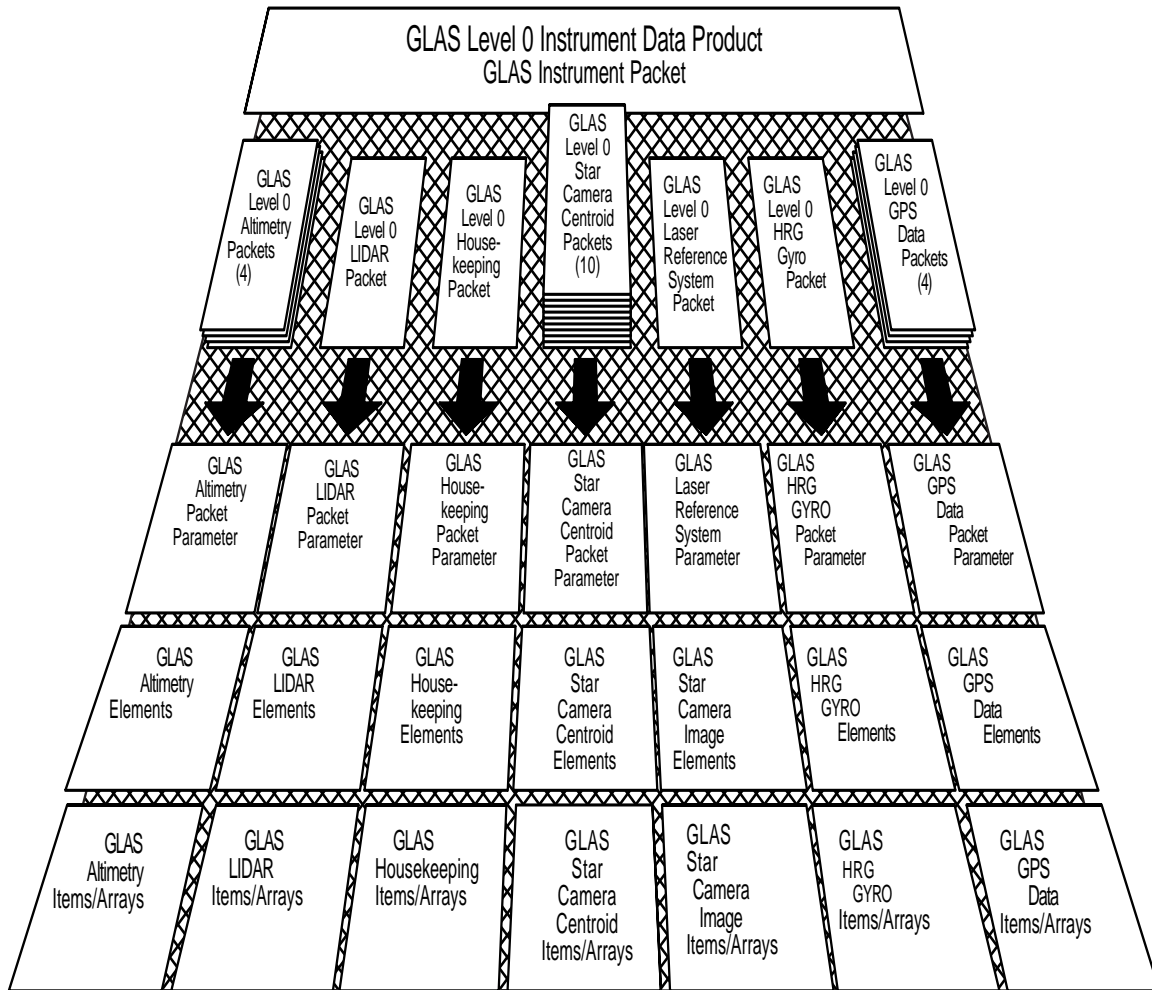 GLAS Level 0 Instrument Data Product
GLAS Instrument Packet
GLAS
Level 0
Altimetry
Packets
(4)
GLAS
Level 0
LIDAR
Packet
GLAS
Level 0
House-
keeping
Packet
GLAS
Level 0
Star
Camera
Centroid
Packets
(10)
GLAS
Level 0
Laser
Reference
System
Packet
GLAS
Level 0
HRG
Gyro
Packet
GLAS
Level 0
GPS
Data
Packets
(4)
GLAS
Altimetry
Packet
Parameter
GLAS
LIDAR
Packet
Parameter
GLAS
House-
keeping
Packet
Parameter
GLAS
Star
Camera
Centroid
Packet
Parameter
GLAS
Laser
Reference
System
Parameter
GLAS
HRG
GYRO
Packet
Parameter
GLAS
GPS
Data
Packet
Parameter
GLAS
Altimetry
Elements
GLAS
LIDAR
Elements
GLAS
House-
keeping
Elements
GLAS
Star
Camera
Centroid
Elements
GLAS
Star
Camera
Image
Elements
GLAS
HRG
GYRO
Elements
GLAS
GPS
Data
Elements
GLAS
Altimetry
Items/Arrays
GLAS
LIDAR
Items/Arrays
GLAS
Housekeeping
Items/Arrays
GLAS
Star
Camera
Centroid
Items/Arrays
GLAS
Star
Camera
Image
Items/Arrays
GLAS
HRG
GYRO
Items/Arrays
GLAS
GPS
Data
Items/Arrays